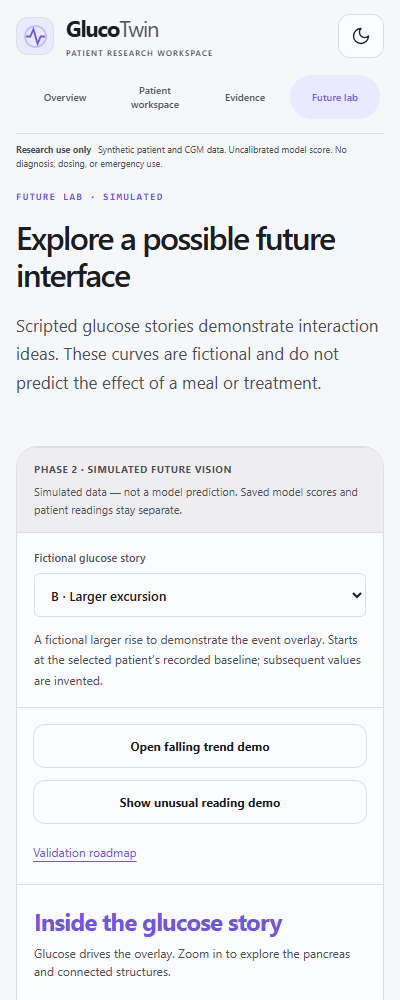 GlucoTwin
PATIENT RESEARCH WORKSPACE
Overview
Patient
workspace
Evidence
Future lab
Research use only Synthetic patient and CGM data. Uncalibrated model score. No
diagnosis, dosing, or emergency use.
FUTURE LAB · SIMULATED
Explore a possible future
interface
Scripted glucose stories demonstrate interaction
ideas. These curves are fictional and do not
predict the effect of a meal or treatment.
PHASE 2 · SIMULATED FUTURE VISION
Simulated data — not a model prediction. Saved model scores and
patient readings stay separate.
Fictional glucose story
B · Larger excursion
A fictional larger rise to demonstrate the event overlay. Starts
at the selected patient's recorded baseline; subsequent values
are invented.
Open falling trend demo
Show unusual reading demo
Validation roadmap
Inside the glucose story
Glucose drives the overlay. Zoom in to explore the pancreas
and connected structures.